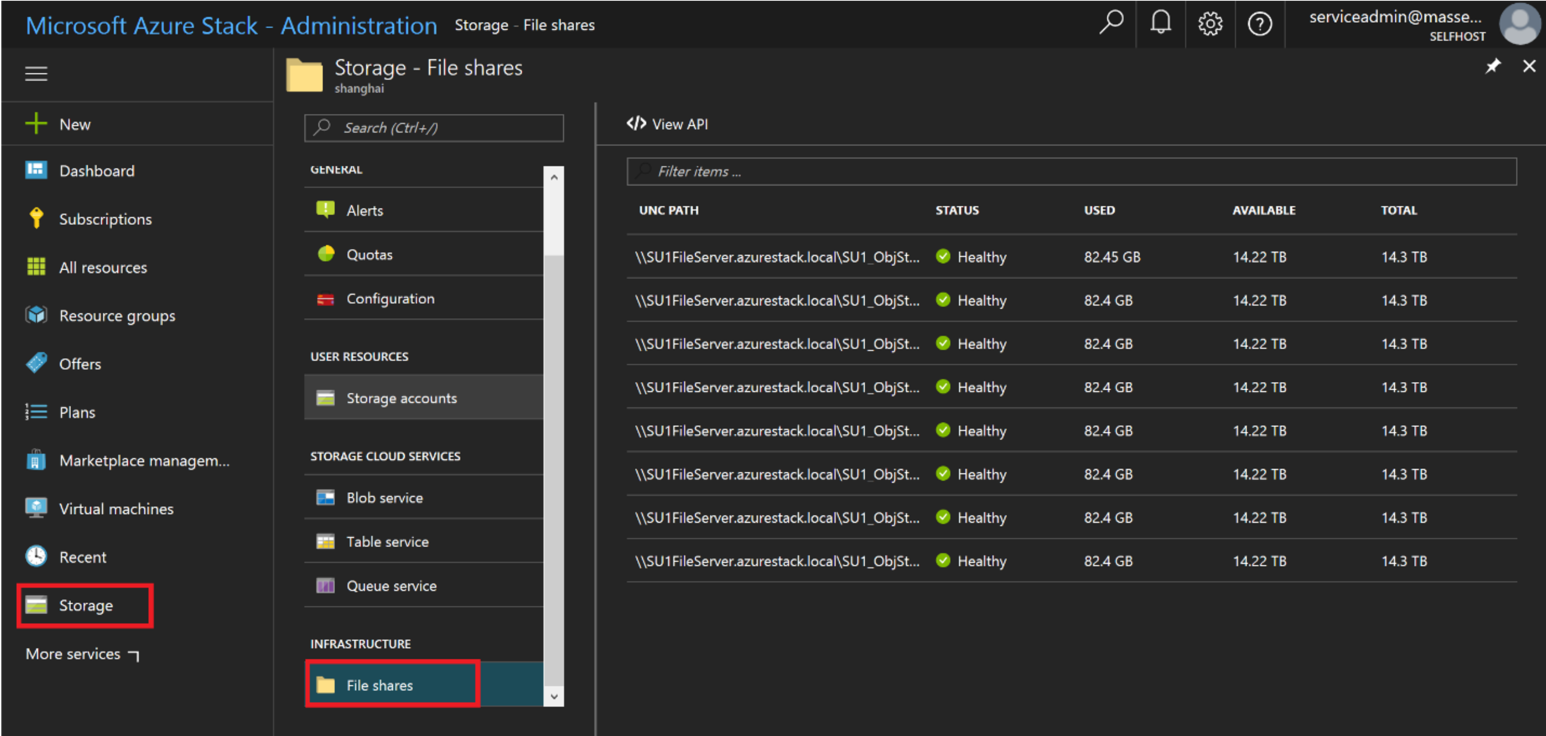 Microsoft Azure Stack - Administration Storage - File shares serviceadmin@masse...
SELFHOST
Storage - File shares
shanghai
New
Dashboard
Subscriptions
All resources
Resource groups
Offers
Plans
Marketplace managem...
Virtual machines
Recent
Storage
More services
Search (Ctrl+/)
GENERAL
Alerts
Quotas
Configuration
USER RESOURCES
Storage accounts
STORAGE CLOUD SERVICES
Blob service
Table service
Queue service
INFRASTRUCTURE
File shares
</> View API
Filter items ...
UNC PATH STATUS USED AVAILABLE TOTAL
\\SU1FileServer.azurestack.local\SU1_ObjSt... Healthy 82.45 GB 14.22 TB 14.3 TB
\\SU1FileServer.azurestack.local\SU1_ObjSt... Healthy 82.4 GB 14.22 TB 14.3 TB
\\SU1FileServer.azurestack.local\SU1_ObjSt... Healthy 82.4 GB 14.22 TB 14.3 TB
\\SU1FileServer.azurestack.local\SU1_ObjSt... Healthy 82.4 GB 14.22 TB 14.3 TB
\\SU1FileServer.azurestack.local\SU1_ObjSt... Healthy 82.4 GB 14.22 TB 14.3 TB
\\SU1FileServer.azurestack.local\SU1_ObjSt... Healthy 82.4 GB 14.22 TB 14.3 TB
\\SU1FileServer.azurestack.local\SU1_ObjSt... Healthy 82.4 GB 14.22 TB 14.3 TB
\\SU1FileServer.azurestack.local\SU1_ObjSt... Healthy 82.4 GB 14.22 TB 14.3 TB